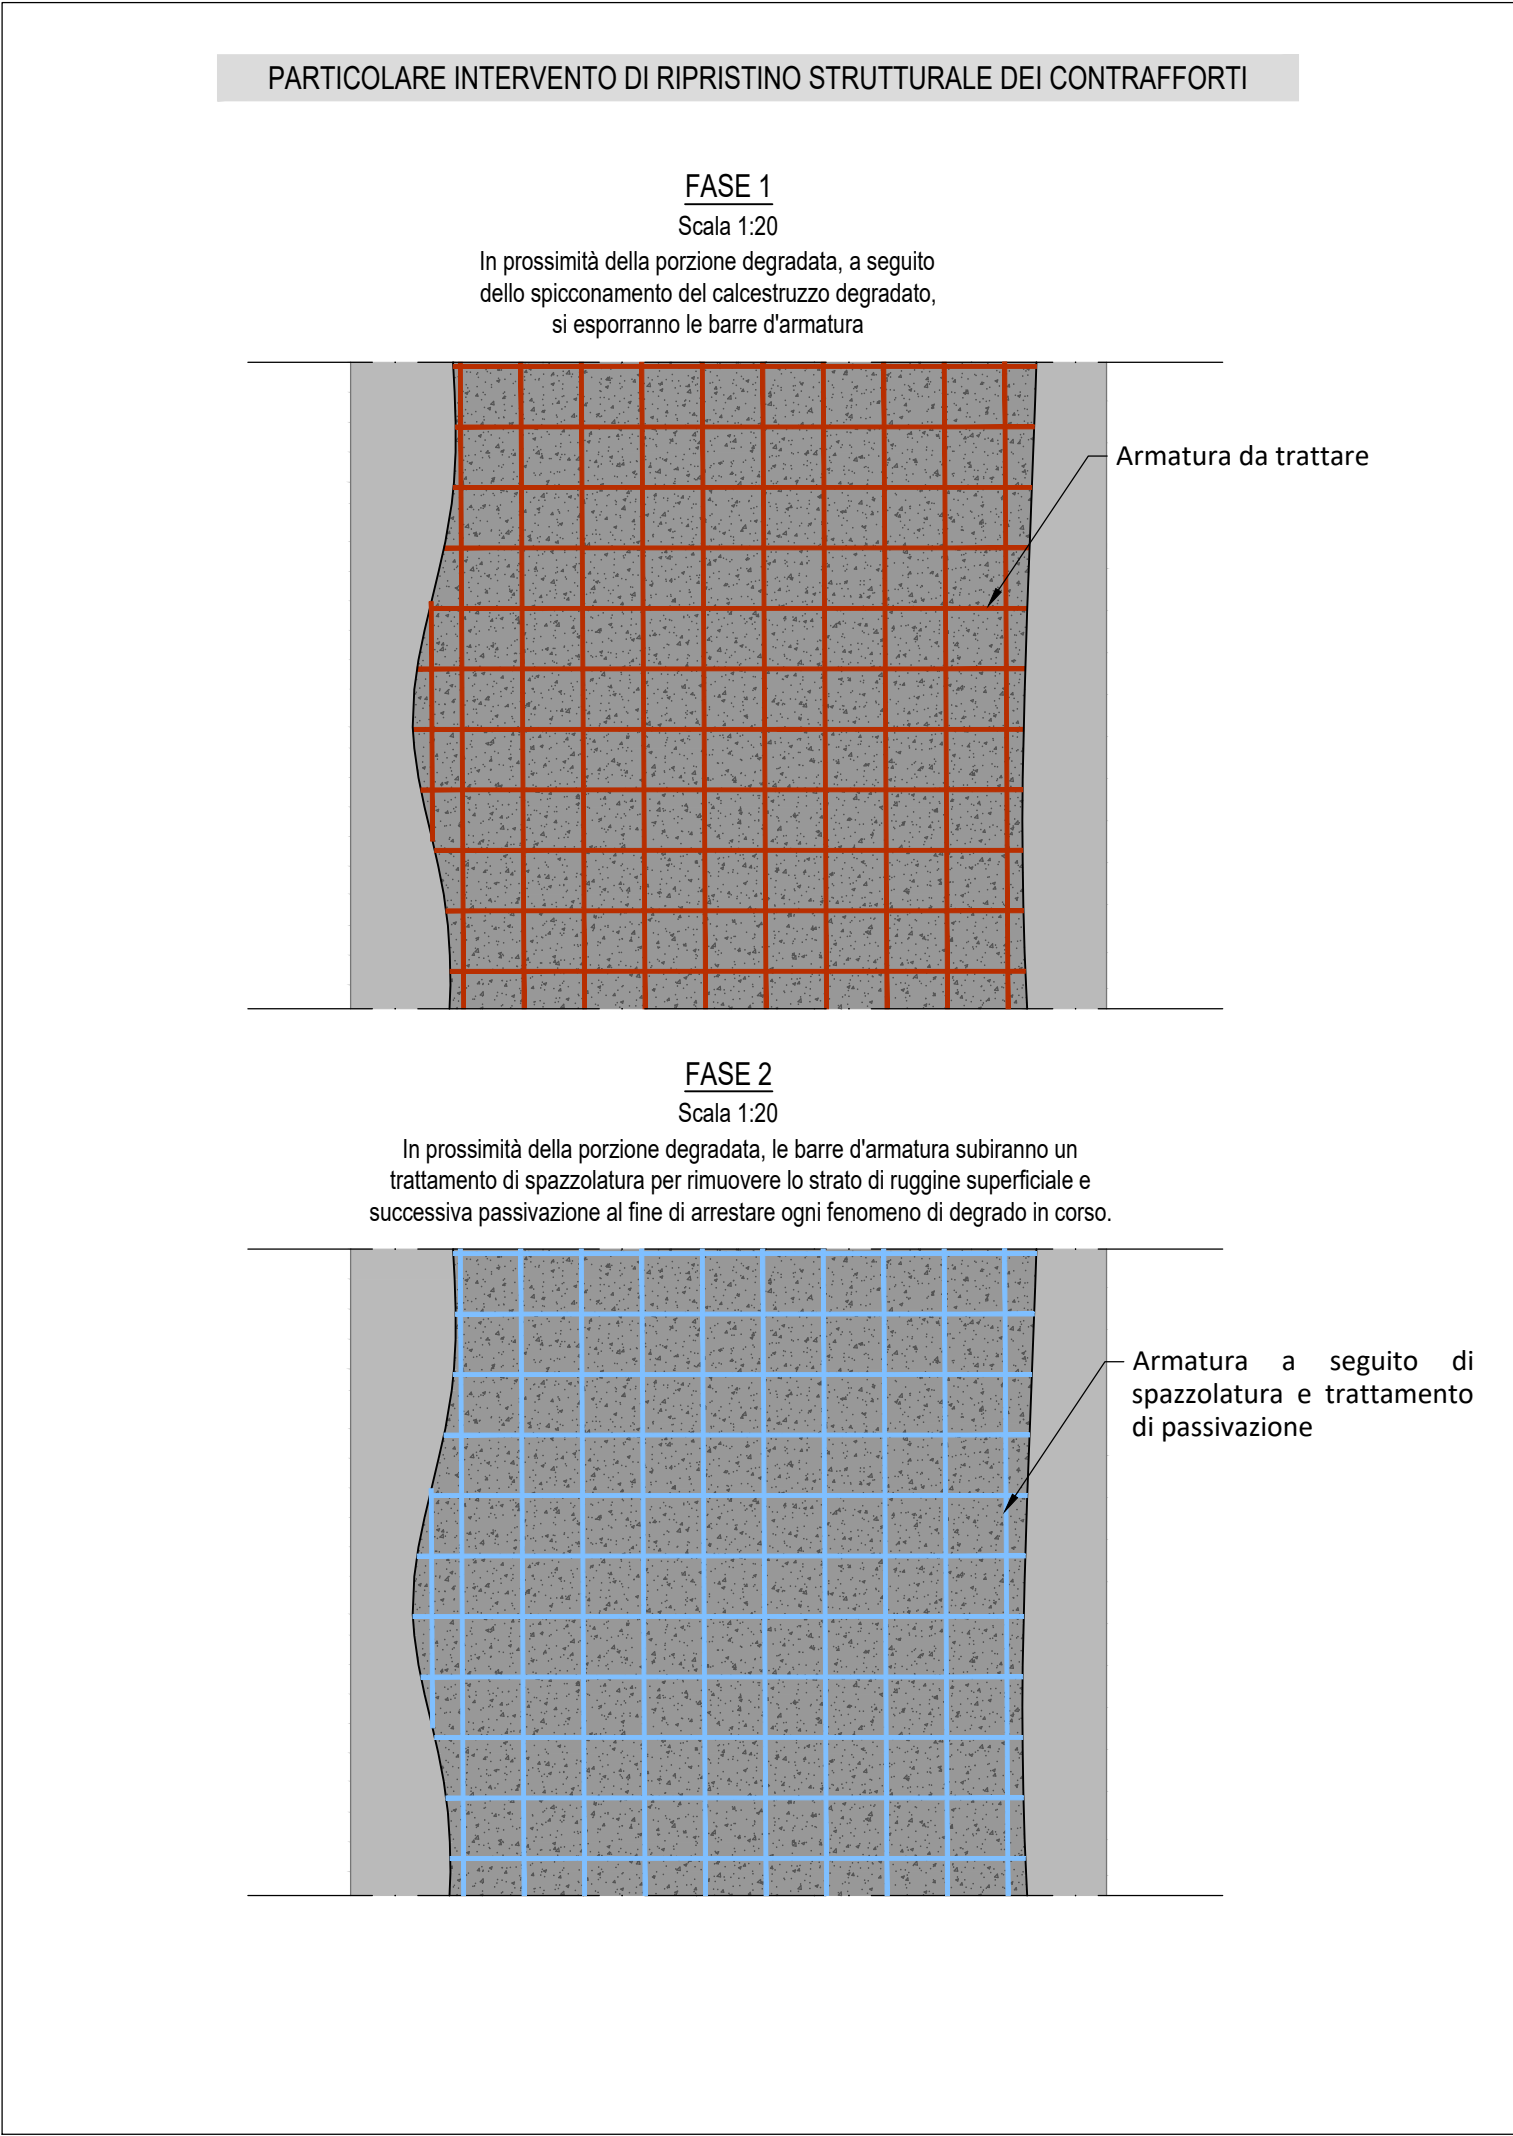 PARTICOLARE INTERVENTO DI RIPRISTINO STRUTTURALE DEI CONTRAFFORTI
FASE 1
Scala 1:20
In prossimità della porzione degradata, a seguito
dello spicconamento del calcestruzzo degradato,
si esporranno le barre d'armatura
Armatura da trattare
FASE 2
Scala 1:20
In prossimità della porzione degradata, le barre d'armatura subiranno un
trattamento di spazzolatura per rimuovere lo strato di ruggine superficiale e
successiva passivazione al fine di arrestare ogni fenomeno di degrado in corso.
Armatura a seguito di
spazzolatura e trattamento
di passivazione